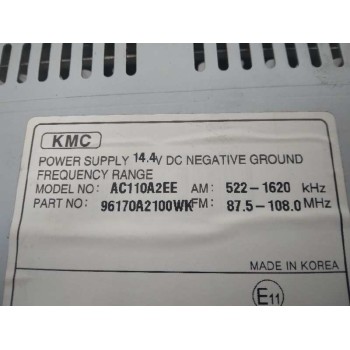 KMC
POWER SUPPLY 14.4V DC NEGATIVE GROUND
FREQUENCY RANGE
MODEL NO: AC110A2EE AM: 522-1620 kHz
PART NO: 96170A2100WK FM: 87.5-108.0 MHz
MADE IN KOREA
E11